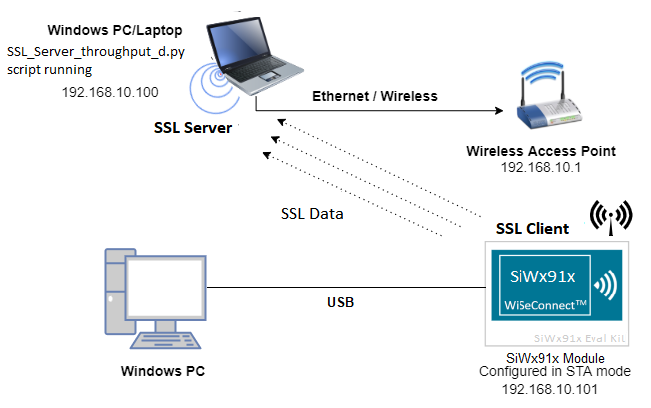 Windows PC/Laptop
SSL_Server_throughput_d.py
script running
192.168.10.100
SSL Server
Ethernet / Wireless
Wireless Access Point
192.168.10.1
SSL Data
SSL Client
SiWx91x
WiSeConnect™
SiWx91x Eval Kit
USB
Windows PC
SiWx91x Module
Configured in STA mode
192.168.10.101